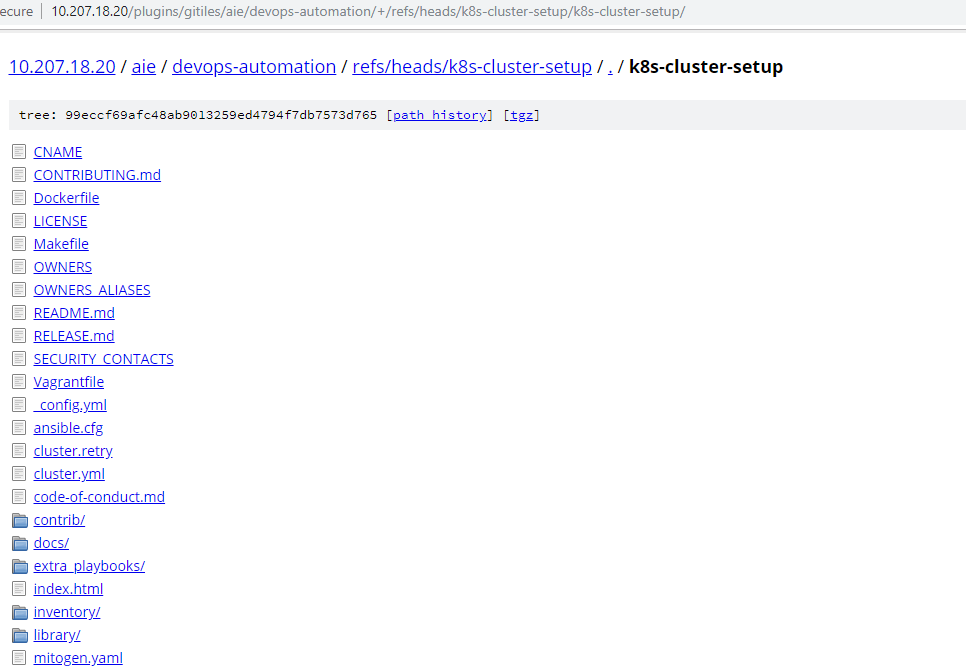 ecure | 10.207.18.20/plugins/gitiles/aie/devops-automation/+/refs/heads/k8s-cluster-setup/k8s-cluster-setup/
10.207.18.20 / aie / devops-automation / refs/heads/k8s-cluster-setup / . / k8s-cluster-setup
tree: 99eccf69afc48ab9013259ed4794f7db7573d765 [path history] [tgz]
CNAME
CONTRIBUTING.md
Dockerfile
LICENSE
Makefile
OWNERS
OWNERS_ALIASES
README.md
RELEASE.md
SECURITY_CONTACTS
Vagrantfile
_config.yml
ansible.cfg
cluster.retry
cluster.yml
code-of-conduct.md
contrib/
docs/
extra_playbooks/
index.html
inventory/
library/
mitogen.yaml